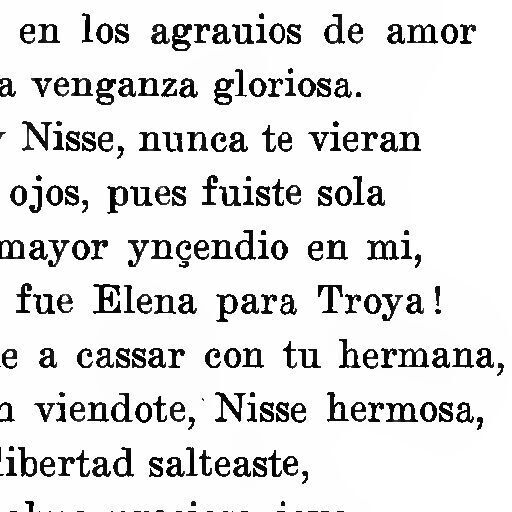 en los agrauios de amor
a venganza gloriosa.
Nisse, nunca te vieran
ojos, pues fuiste sola
mayor ynçendio en mi,
fue Elena para Troya!
e a cassar con tu hermana,
viendote, Nisse hermosa,
libertad salteaste,